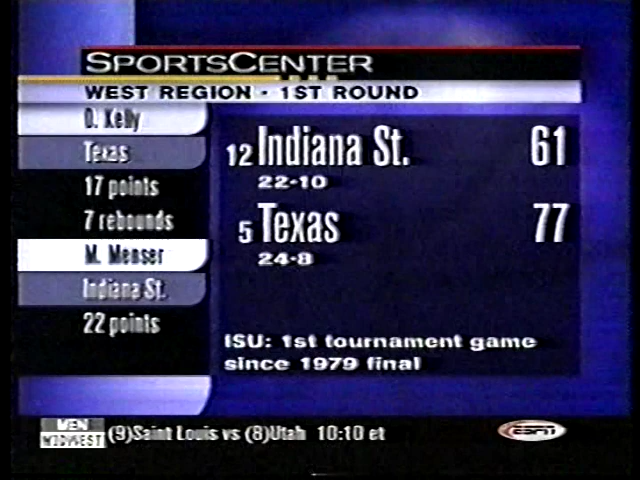 SPORTSCENTER
WEST REGION · 1ST ROUND
D. Kelly
Texas
17 points
7 rebounds
M. Menser
Indiana St.
22 points
12 Indiana St. 61
22-10
5 Texas 77
24-8
ISU: 1st tournament game
since 1979 final
MEN
MIDWEST
(9)Saint Louis vs (8)Utah 10:10 et
ESPN